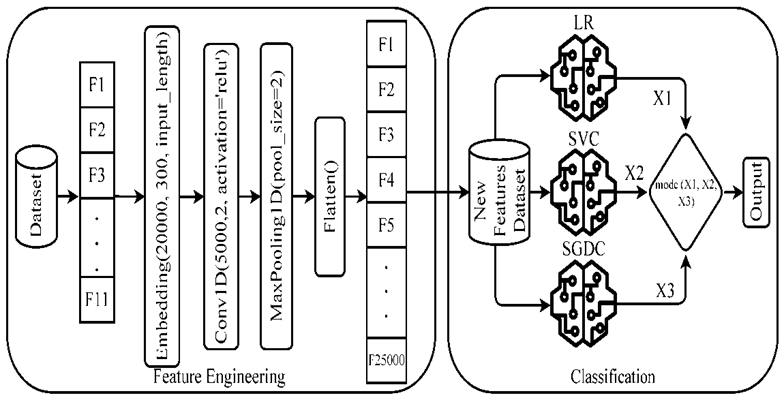 Dataset
F1
F2
F3
.
.
.
F11
Embedding(20000, 300, input_length)
Conv1D(5000,2, activation='relu')
MaxPooling1D(pool_size=2)
Flatten()
F1
F2
F3
F4
F5
.
.
.
F25000
Feature Engineering
New
Features
Dataset
LR
SVC
SGDC
X1
X2
X3
mode (X1, X2,
X3)
Output
Classification